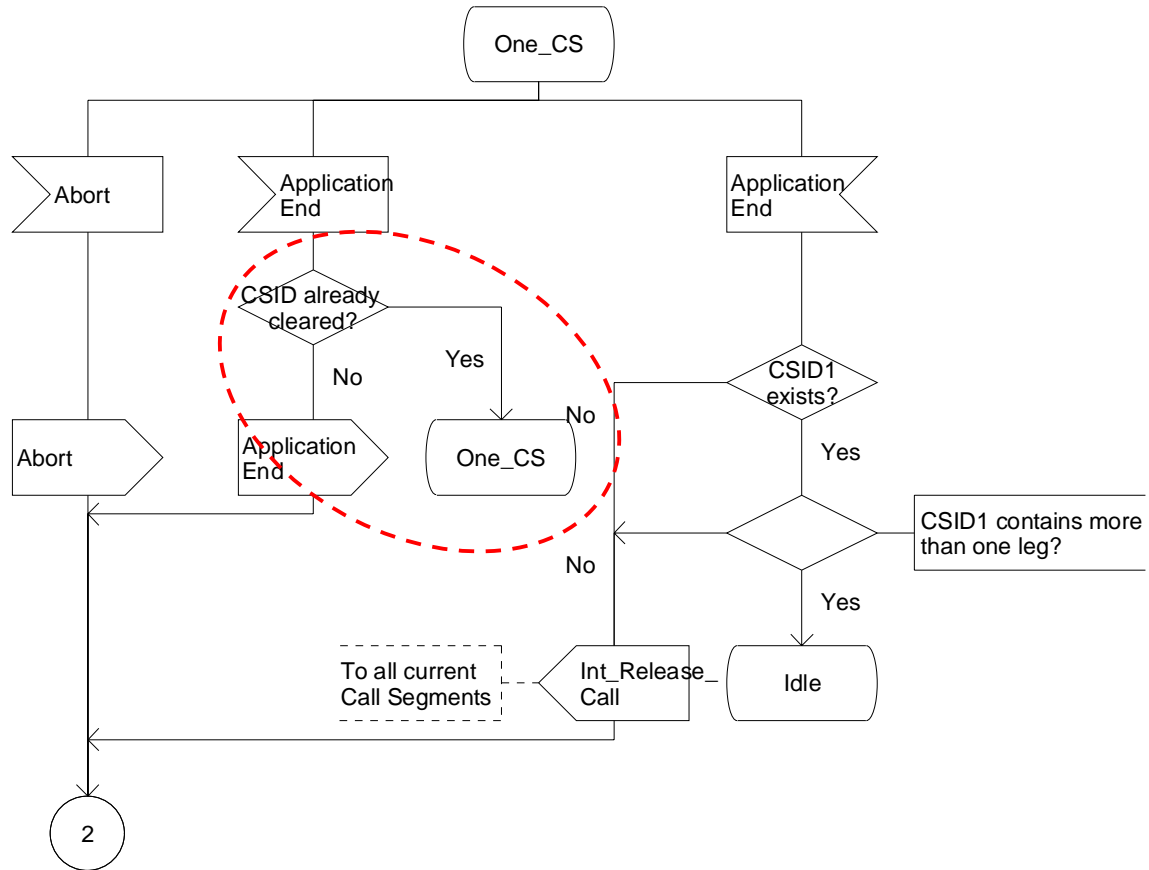 One_CS
Abort
Application
End
Application
End
CSID already
cleared?
Yes
No
CSID1
exists?
No
Yes
Abort
Application
End
One_CS
CSID1 contains more
than one leg?
No
Yes
To all current
Call Segments
Int_Release_
Call
Idle
2